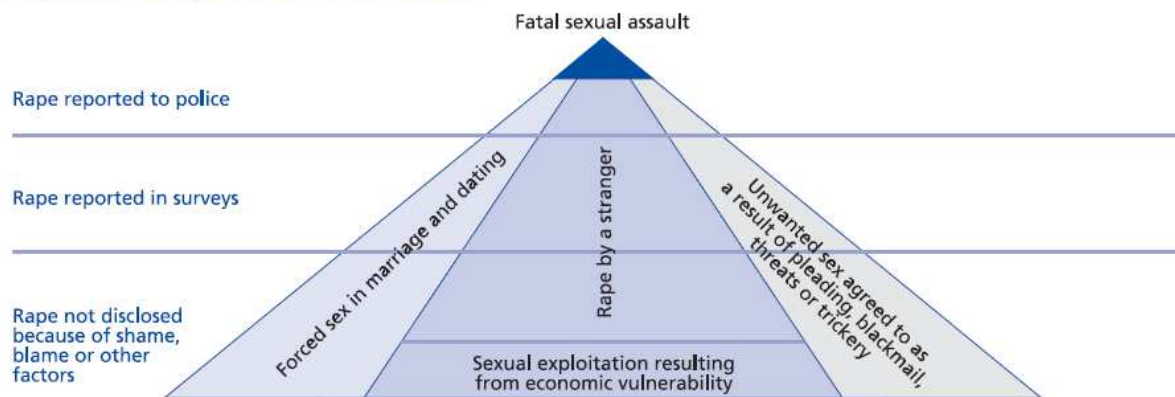 Fatal sexual assault
Rape reported to police
Rape reported in surveys
Rape not disclosed
because of shame,
blame or other
factors
Forced sex in marriage and dating
Rape by a stranger
Unwanted sex agreed to as
a result of pleading, blackmail,
threats or trickery
Sexual exploitation resulting
from economic vulnerability